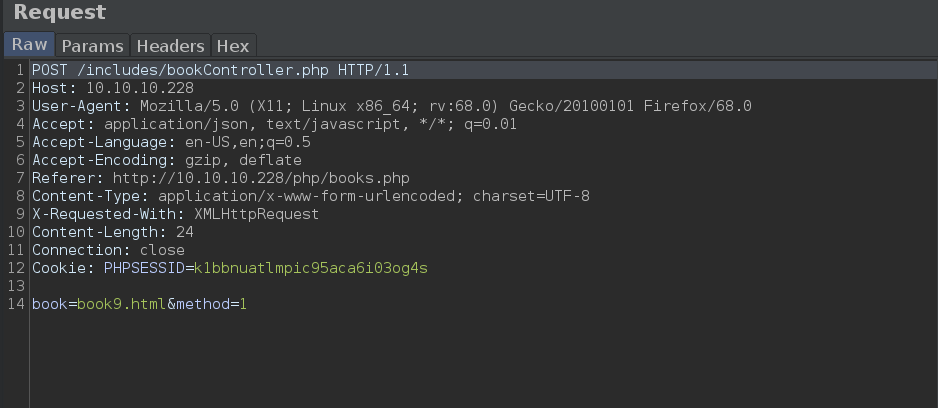 Request
Raw Params Headers Hex
1 POST /includes/bookController.php HTTP/1.1
2 Host: 10.10.10.228
3 User-Agent: Mozilla/5.0 (X11; Linux x86_64; rv:68.0) Gecko/20100101 Firefox/68.0
4 Accept: application/json, text/javascript, */*; q=0.01
5 Accept-Language: en-US,en;q=0.5
6 Accept-Encoding: gzip, deflate
7 Referer: http://10.10.10.228/php/books.php
8 Content-Type: application/x-www-form-urlencoded; charset=UTF-8
9 X-Requested-With: XMLHttpRequest
10 Content-Length: 24
11 Connection: close
12 Cookie: PHPSESSID=k1bbnuatlmpic95aca6i03og4s
13
14 book=book9.html&method=1